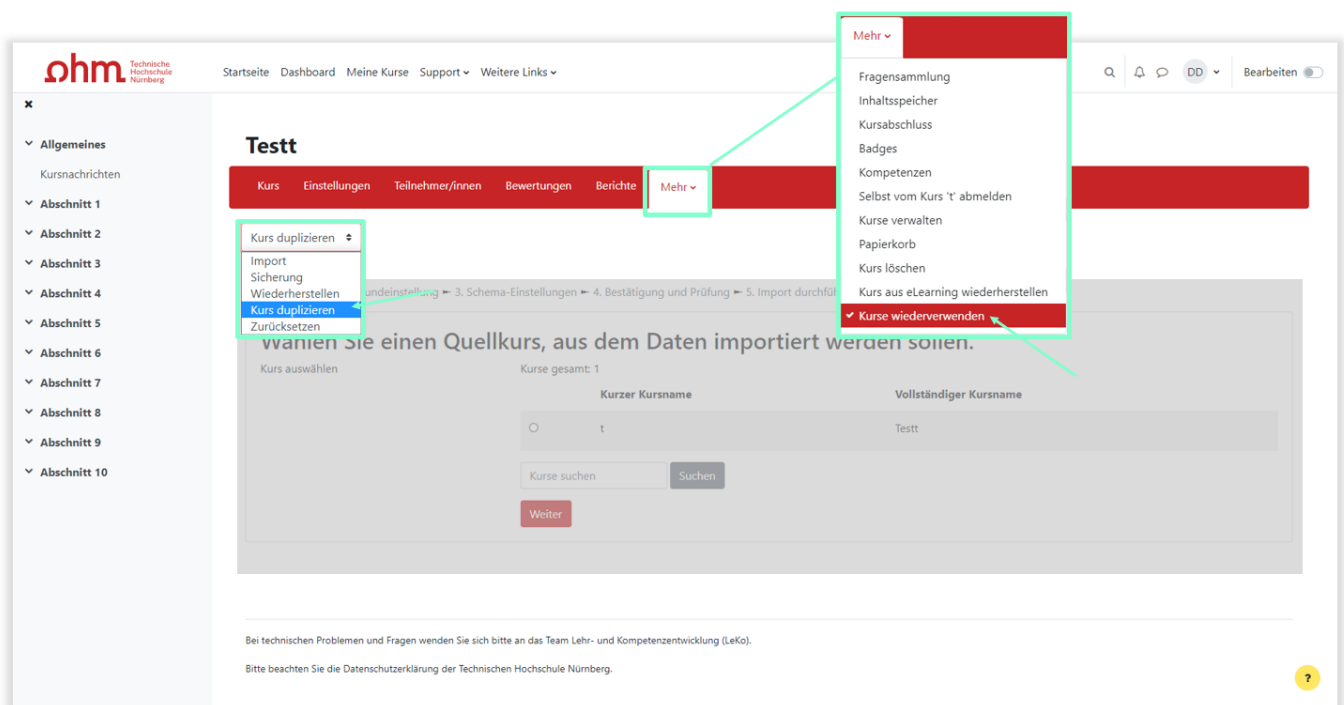 Mehr
ohm Technische
Hochschule
Nürnberg
Startseite Dashboard Meine Kurse Support Weitere Links
DD
Bearbeiten
Fragensammlung
Inhaltsspeicher
Kursabschluss
Badges
Kompetenzen
Selbst vom Kurs 't' abmelden
Kurse verwalten
Papierkorb
Kurs löschen
Kurs aus eLearning wiederherstellen
Kurse wiederverwenden
Allgemeines
Kursnachrichten
Abschnitt 1
Abschnitt 2
Abschnitt 3
Abschnitt 4
Abschnitt 5
Abschnitt 6
Abschnitt 7
Abschnitt 8
Abschnitt 9
Abschnitt 10
Testt
Kurs Einstellungen Teilnehmer/innen Bewertungen Berichte Mehr
Kurs duplizieren
Import
Sicherung
Wiederherstellen
Kurs duplizieren
Zurücksetzen
undeinstellung ► 3. Schema-Einstellungen ► 4. Bestätigung und Prüfung ► 5. Import durchfü
Wählen Sie einen Quellkurs, aus dem Daten importiert werden sollen.
Kurs auswählen
Kurse gesamt: 1
Kurzer Kursname Vollständiger Kursname
t Testt
Kurse suchen Suchen
Weiter
Bei technischen Problemen und Fragen wenden Sie sich bitte an das Team Lehr- und Kompetenzentwicklung (LeKo).
Bitte beachten Sie die Datenschutzerklärung der Technischen Hochschule Nürnberg.
?